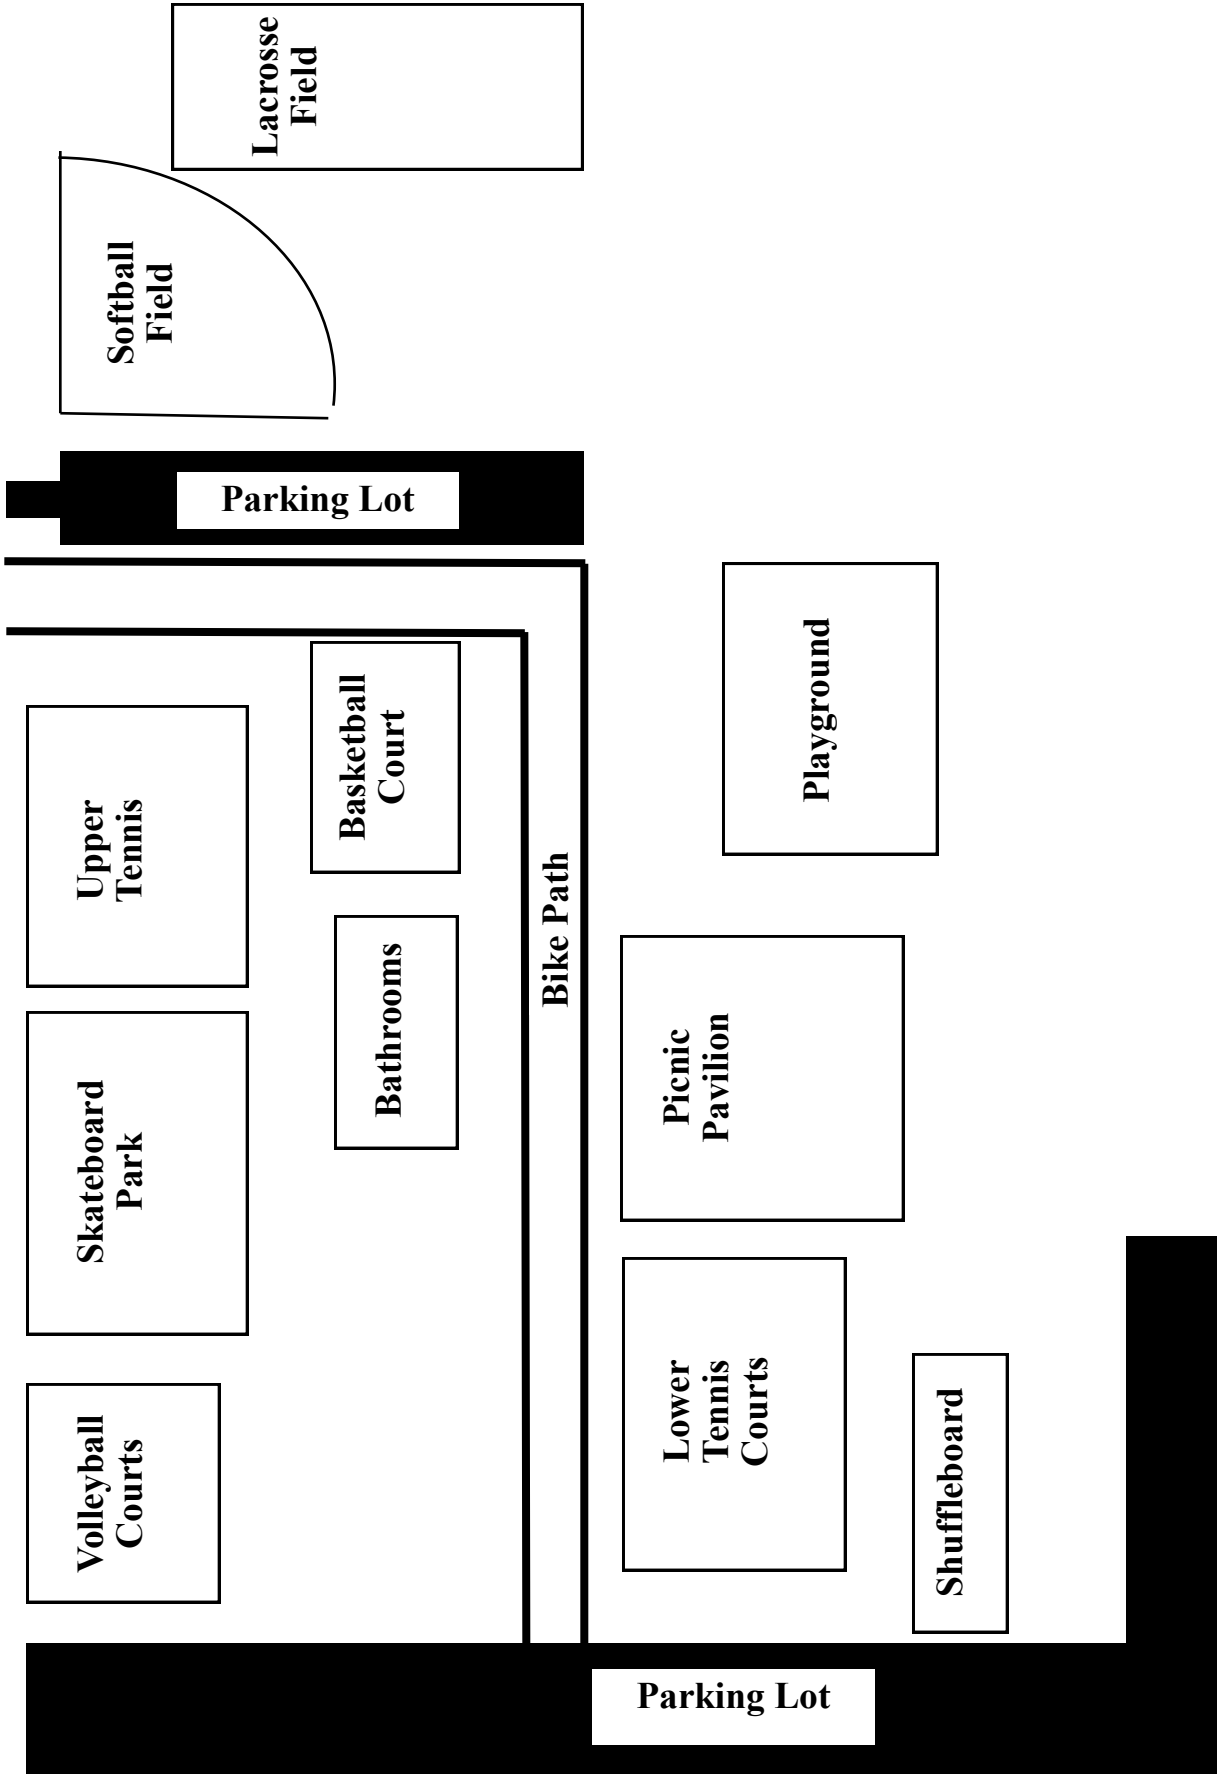 Lacrosse
Field
Softball
Field
Parking Lot
Playground
Basketball
Court
Upper
Tennis
Bike Path
Bathrooms
Picnic
Pavilion
Skateboard
Park
Lower
Tennis
Courts
Volleyball
Courts
Shuffleboard
Parking Lot